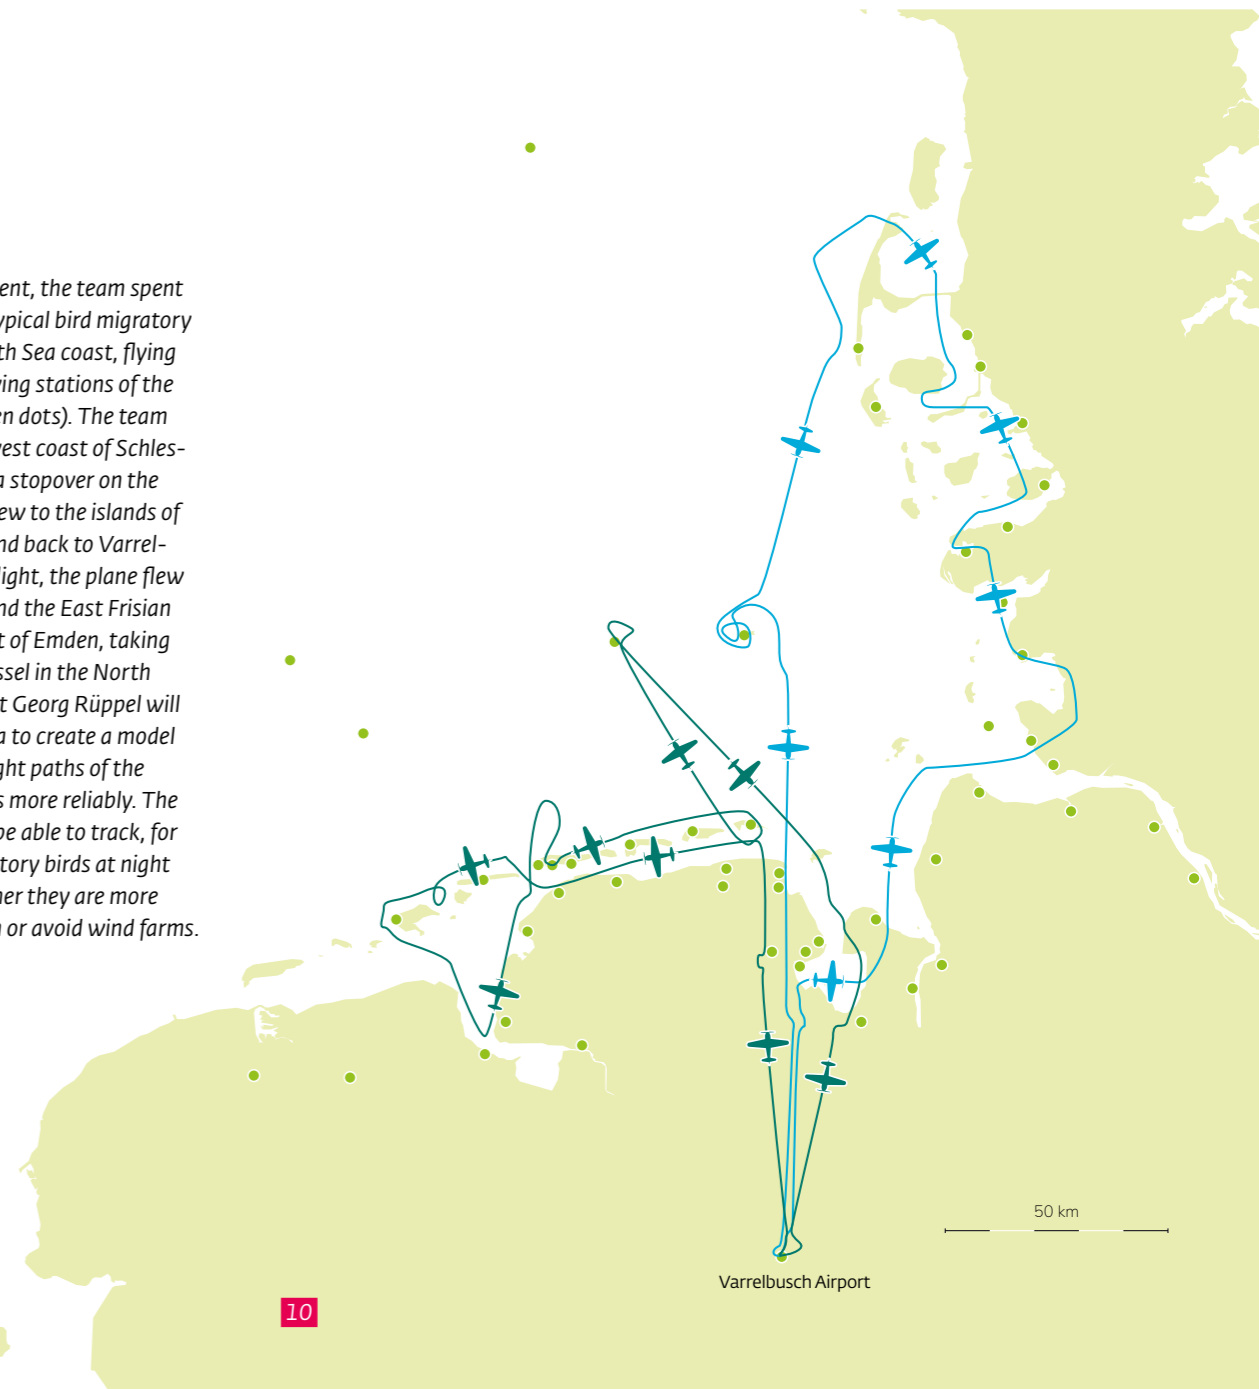 ent, the team spent
ypical bird migratory
th Sea coast, flying
ving stations of the
en dots). The team
vest coast of Schles-
a stopover on the
ew to the islands of
nd back to Varrel-
light, the plane flew
nd the East Frisian
t of Emden, taking
ssel in the North
t Georg Rüppel will
a to create a model
ght paths of the
s more reliably. The
be able to track, for
tory birds at night
her they are more
n or avoid wind farms.
50 km
Varrelbusch Airport
10